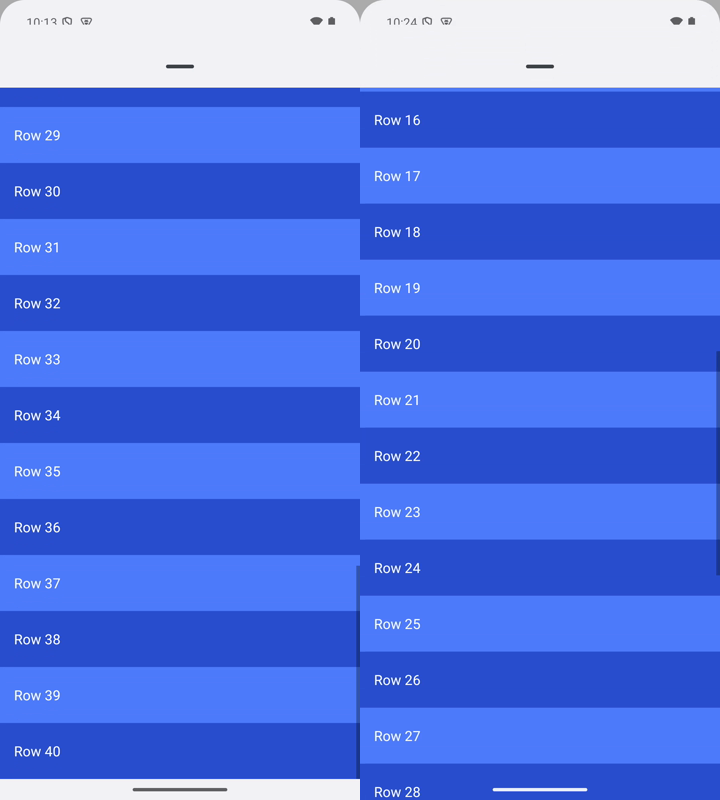 10:13
Row 29
Row 30
Row 31
Row 32
Row 33
Row 34
Row 35
Row 36
Row 37
Row 38
Row 39
Row 40
10:24
Row 16
Row 17
Row 18
Row 19
Row 20
Row 21
Row 22
Row 23
Row 24
Row 25
Row 26
Row 27
Row 28